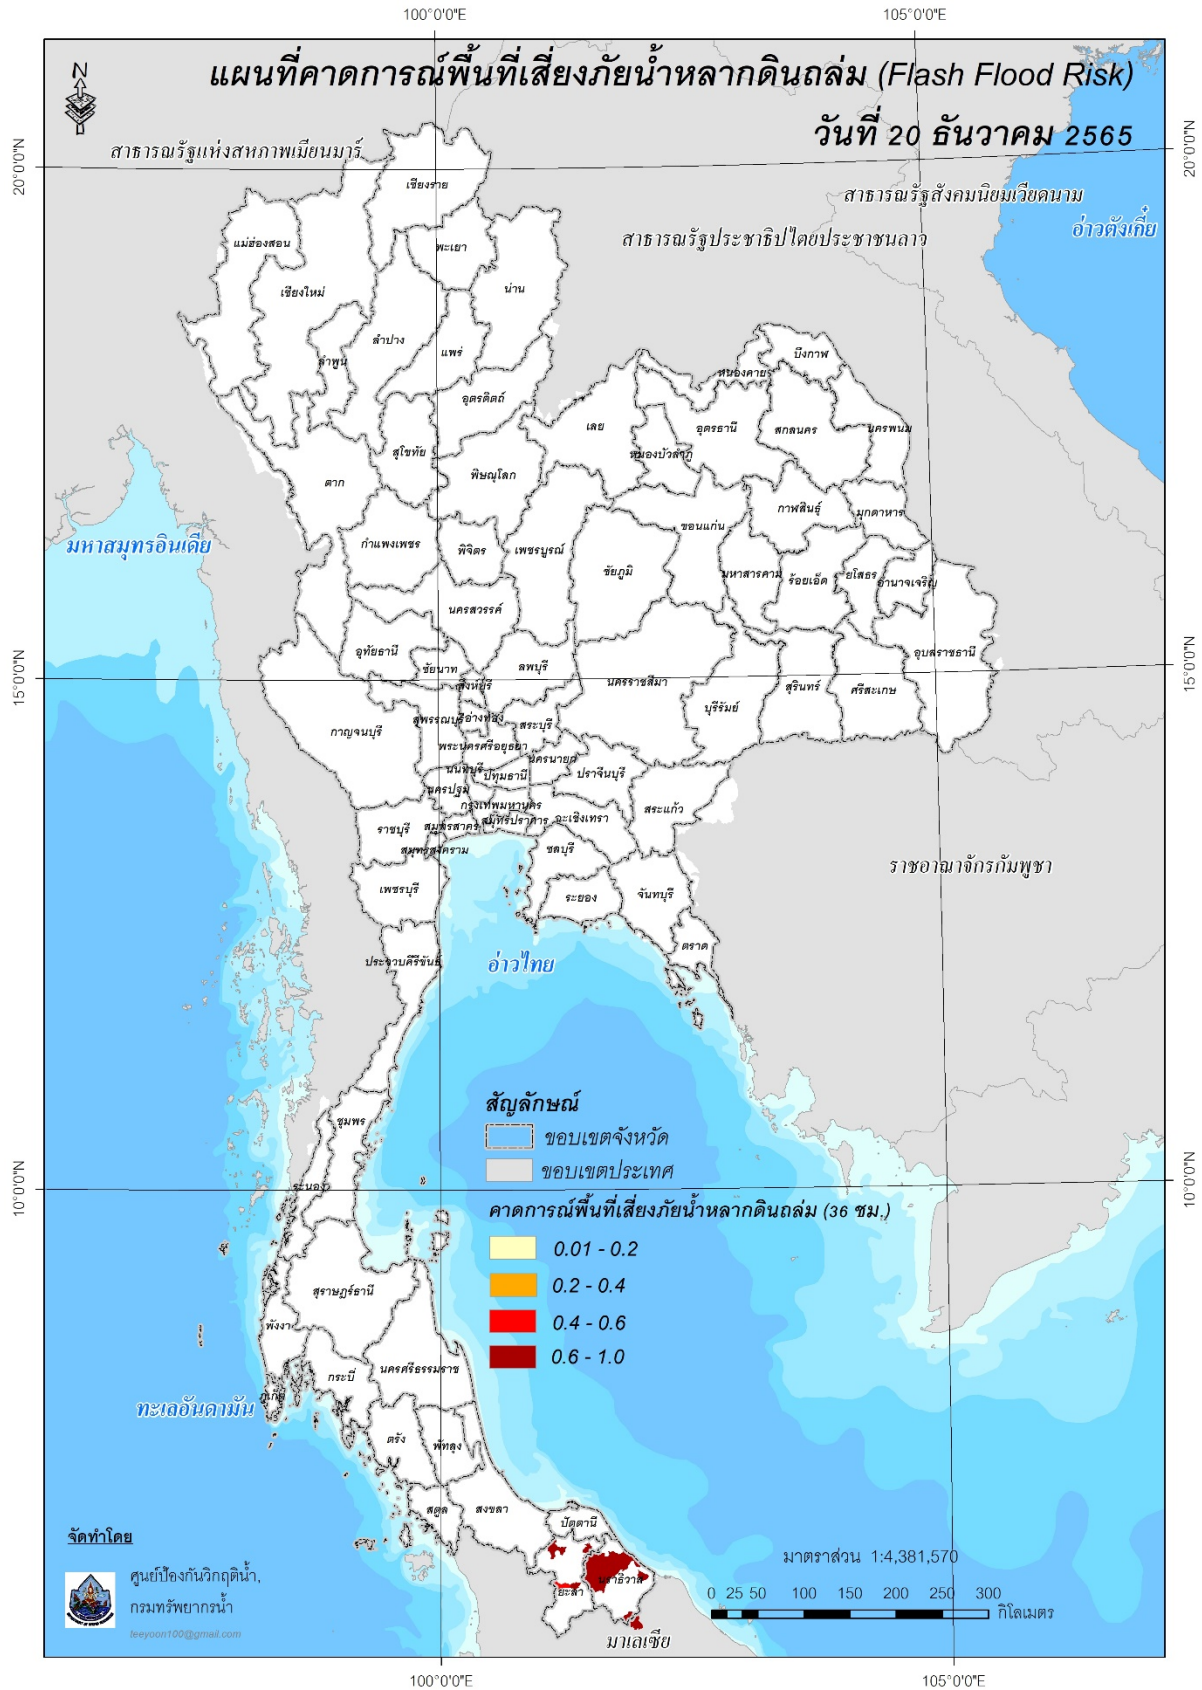 100°0'0"E
105°0'0"E
แผนที่คาดการณ์พื้นที่เสี่ยงภัยน้ำหลากดินถล่ม (Flash Flood Risk)
วันที่ 20 ธันวาคม 2565
N
20°0'0"N
20°0'0"N
สาธารณรัฐแห่งสหภาพเมียนมาร์
สาธารณรัฐสังคมนิยมเวียดนาม
สาธารณรัฐประชาธิปไตยประชาชนลาว
อ่าวตังเกี๋ย
เชียงราย
แม่ฮ่องสอน
พะเยา
เชียงใหม่
น่าน
ลำปาง
แพร่
ลำพูน
บึงกาฬ
หนองคาย
อุตรดิตถ์
เลย
อุดรธานี
สกลนคร
นครพนม
สุโขทัย
หนองบัวลำภู
พิษณุโลก
ตาก
กาฬสินธุ์
มุกดาหาร
ขอนแก่น
มหาสมุทรอินเดีย
กำแพงเพชร
พิจิตร
เพชรบูรณ์
ชัยภูมิ
มหาสารคาม
ร้อยเอ็ด
ยโสธร
อำนาจเจริญ
นครสวรรค์
อุทัยธานี
ชัยนาท
ลพบุรี
อุบลราชธานี
15°0'0"N
15°0'0"N
สิงห์บุรี
นครราชสีมา
สุรินทร์
ศรีสะเกษ
บุรีรัมย์
กาญจนบุรี
สุพรรณบุรี
อ่างทอง
สระบุรี
พระนครศรีอยุธยา
นครนายก
นนทบุรี
ปทุมธานี
ปราจีนบุรี
นครปฐม
กรุงเทพมหานคร
สระแก้ว
ราชบุรี
สมุทรสาคร
สมุทรปราการ
ฉะเชิงเทรา
สมุทรสงคราม
ชลบุรี
ราชอาณาจักรกัมพูชา
เพชรบุรี
ระยอง
จันทบุรี
ตราด
ประจวบคีรีขันธ์
อ่าวไทย
สัญลักษณ์
ขอบเขตจังหวัด
ขอบเขตประเทศ
คาดการณ์พื้นที่เสี่ยงภัยน้ำหลากดินถล่ม (36 ชม.)
0.01 - 0.2
0.2 - 0.4
0.4 - 0.6
0.6 - 1.0
ชุมพร
ระนอง
10°0'0"N
10°0'0"N
สุราษฎร์ธานี
พังงา
กระบี่
นครศรีธรรมราช
ภูเก็ต
ทะเลอันดามัน
ตรัง
พัทลุง
สตูล
สงขลา
ปัตตานี
ยะลา
นราธิวาส
มาเลเซีย
จัดทำโดย
ศูนย์ป้องกันวิกฤติน้ำ,
กรมทรัพยากรน้ำ
teeyoon100@gmail.com
มาตราส่วน 1:4,381,570
0 25 50 100 150 200 250 300
กิโลเมตร
100°0'0"E
105°0'0"E